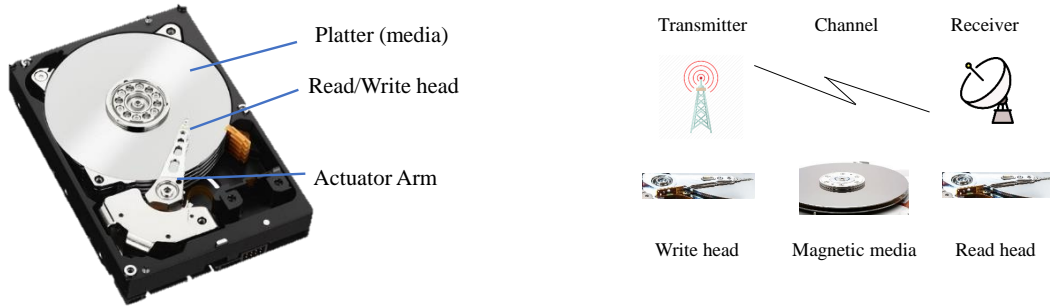 Platter (media)
Read/Write head
Actuator Arm
Transmitter
Channel
Receiver
Write head
Magnetic media
Read head